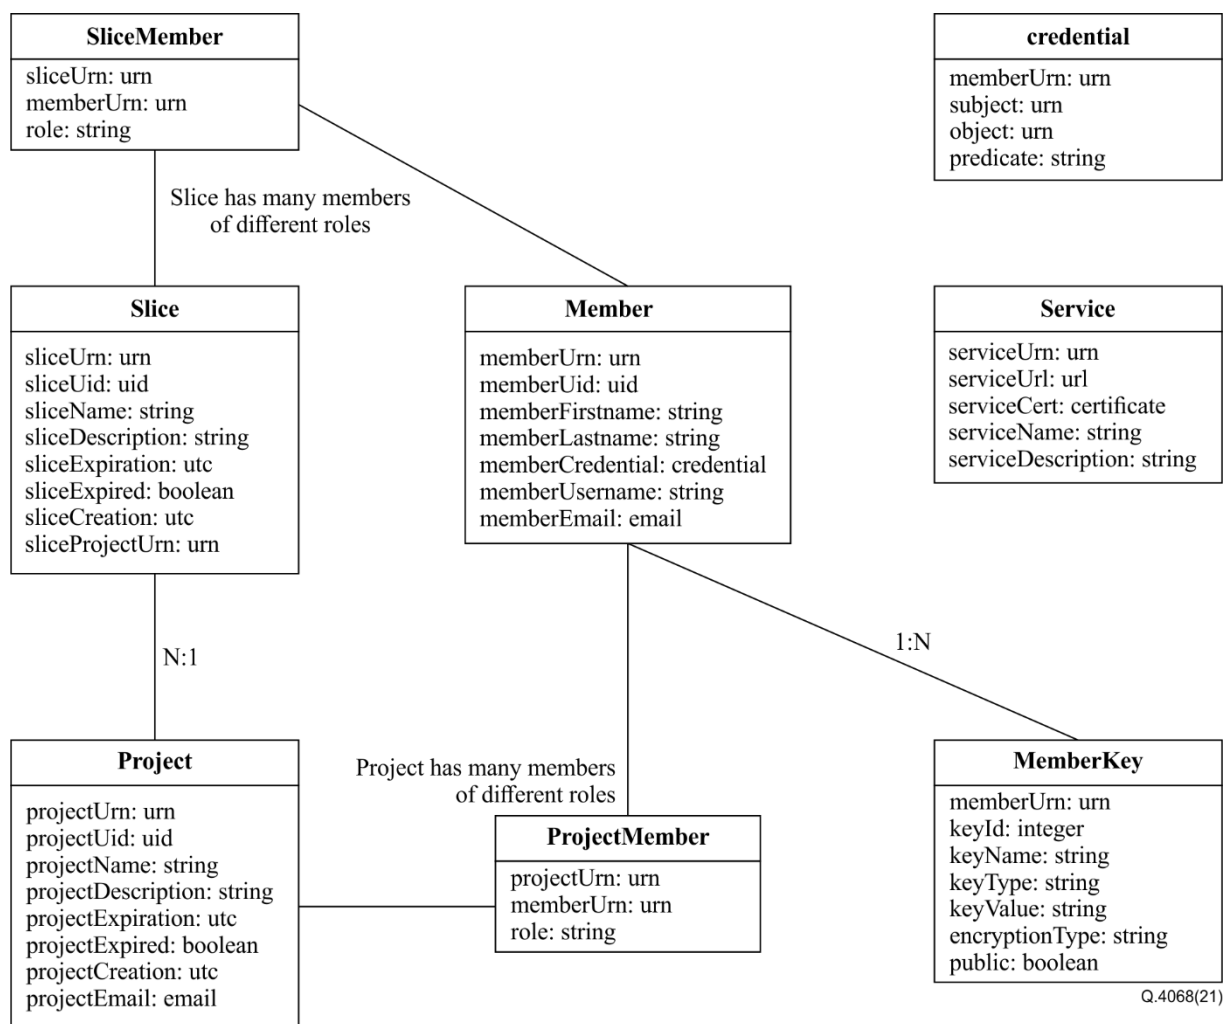 SliceMember
sliceUrn: urn
memberUrn: urn
role: string
credential
memberUrn: urn
subject: urn
object: urn
predicate: string
Slice has many members
of different roles
Slice
sliceUrn: urn
sliceUid: uid
sliceName: string
sliceDescription: string
sliceExpiration: utc
sliceExpired: boolean
sliceCreation: utc
sliceProjectUrn: urn
Member
memberUrn: urn
memberUid: uid
memberFirstname: string
memberLastname: string
memberCredential: credential
memberUsername: string
memberEmail: email
Service
serviceUrn: urn
serviceUrl: url
serviceCert: certificate
serviceName: string
serviceDescription: string
N:1
1:N
Project
projectUrn: urn
projectUid: uid
projectName: string
projectDescription: string
projectExpiration: utc
projectExpired: boolean
projectCreation: utc
projectEmail: email
Project has many members
of different roles
ProjectMember
projectUrn: urn
memberUrn: urn
role: string
MemberKey
memberUrn: urn
keyId: integer
keyName: string
keyType: string
keyValue: string
encryptionType: string
public: boolean
Q.4068(21)